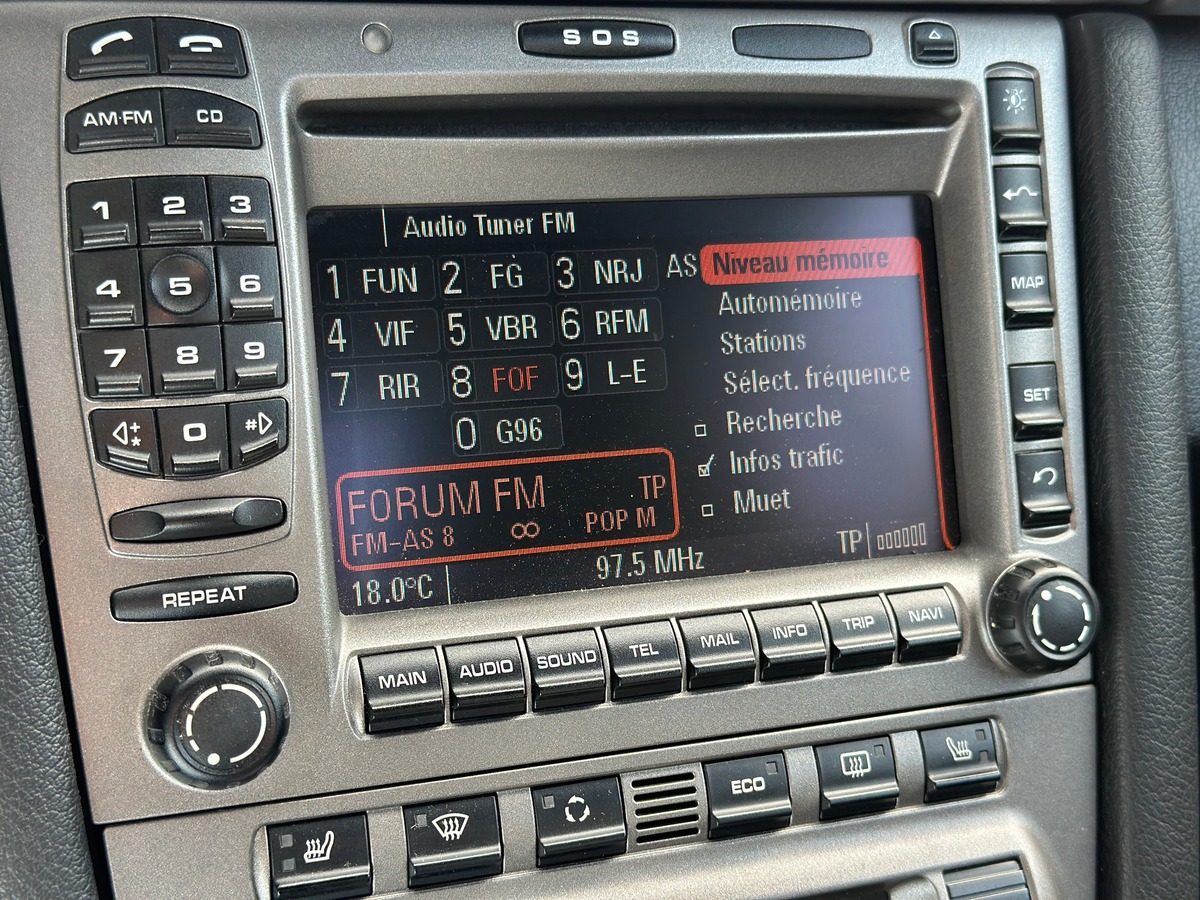 SOS
AM·FM CD
1 2 3
4 5 6
7 8 9
* 0 #
REPEAT
Audio Tuner FM
1 FUN 2 FG 3 NRJ AS
4 VIF 5 VBR 6 RFM
7 RIR 8 FOF 9 L-E
0 G96
Niveau mémoire
Automémoire
Stations
Sélect. fréquence
Recherche
Infos trafic
Muet
FORUM FM TP
FM-AS 8 ∞ POP M
18.0°C 97.5 MHz TP
MAP
SET
MAIN AUDIO SOUND TEL MAIL INFO TRIP NAVI
ECO